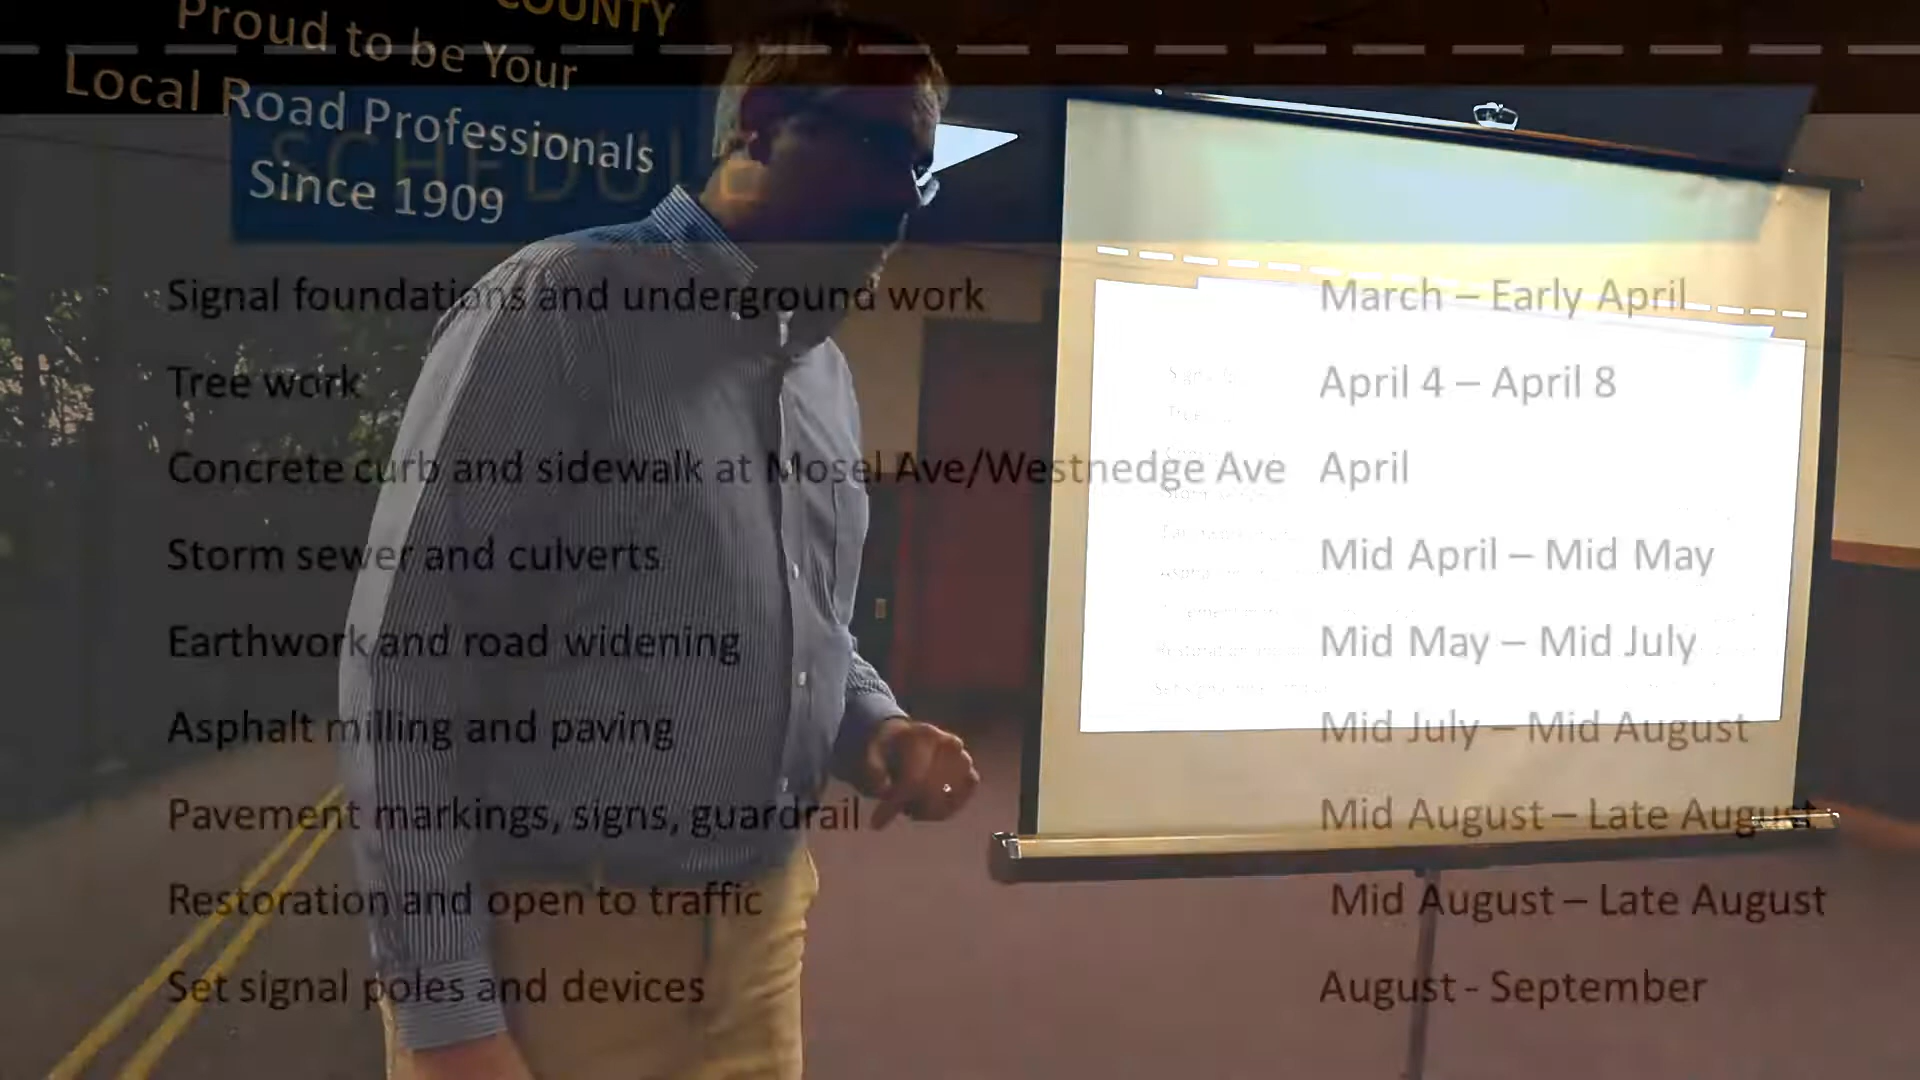 COUNTY
Proud to be Your
Local Road Professionals
Since 1909
SCHEDULE
Signal foundations and underground work March – Early April
Tree work April 4 – April 8
Concrete curb and sidewalk at Mosel Ave/Westnedge Ave April
Storm sewer and culverts Mid April – Mid May
Earthwork and road widening Mid May – Mid July
Asphalt milling and paving Mid July – Mid August
Pavement markings, signs, guardrail Mid August – Late August
Restoration and open to traffic Mid August – Late August
Set signal poles and devices August - September